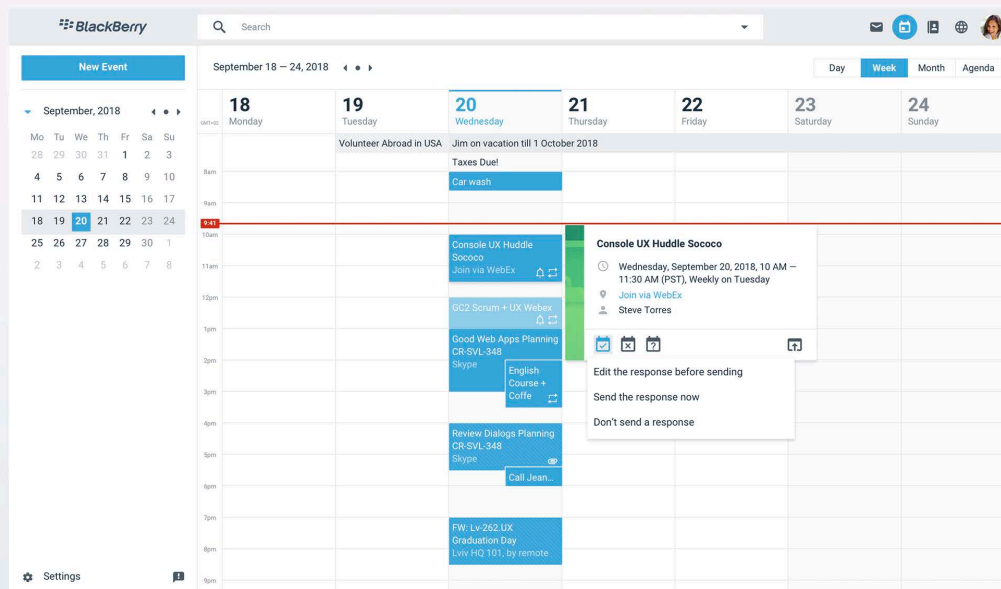 BlackBerry
Search
New Event
September 18 – 24, 2018
Day Week Month Agenda
September, 2018
Mo Tu We Th Fr Sa Su
28 29 30 31 1 2 3
4 5 6 7 8 9 10
11 12 13 14 15 16 17
18 19 20 21 22 23 24
25 26 27 28 29 30 1
2 3 4 5 6 7 8
18 19 20 21 22 23 24
Monday Tuesday Wednesday Thursday Friday Saturday Sunday
Volunteer Abroad in USA Jim on vacation till 1 October 2018
Taxes Due!
8am
Car wash
9am
9:41
10am
Console UX Huddle
Sococo
Join via WebEx
11am
12pm
GC2 Scrum + UX Webex
1pm
Good Web Apps Planning
CR-SVL-348
Skype
2pm
English
Course +
Coffe
3pm
4pm
Review Dialogs Planning
CR-SVL-348
Skype
5pm
Call Jean...
6pm
7pm
FW: Lv-262.UX
Graduation Day
Lviv HQ 101, by remote
8pm
9pm
Console UX Huddle Sococo
Wednesday, September 20, 2018, 10 AM –
11:30 AM (PST), Weekly on Tuesday
Join via WebEx
Steve Torres
Edit the response before sending
Send the response now
Don't send a response
Settings